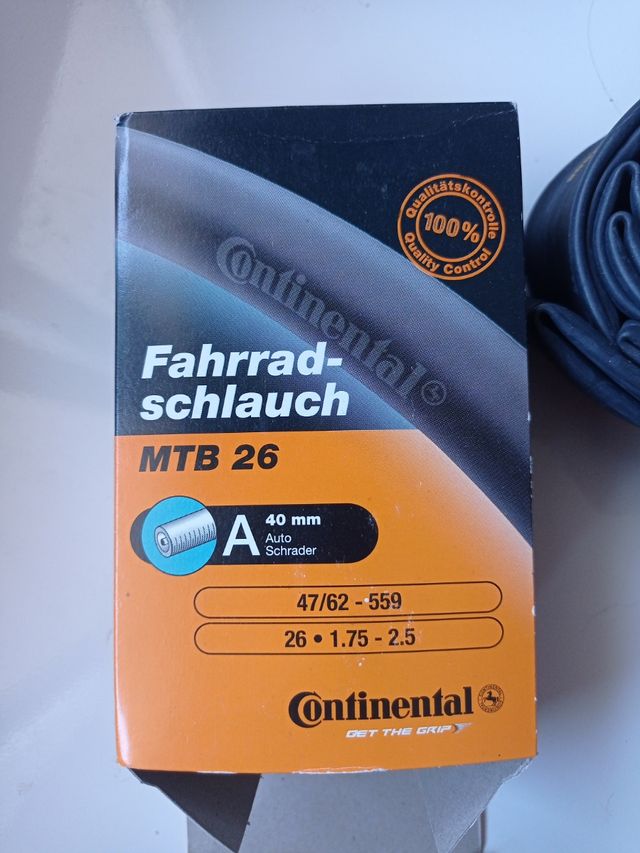 Qualitätskontrolle
100%
Quality Control
Continental
Fahrrad-
schlauch
MTB 26
A
40 mm
Auto
Schrader
47/62 - 559
26 • 1.75 - 2.5
Continental
GET THE GRIP